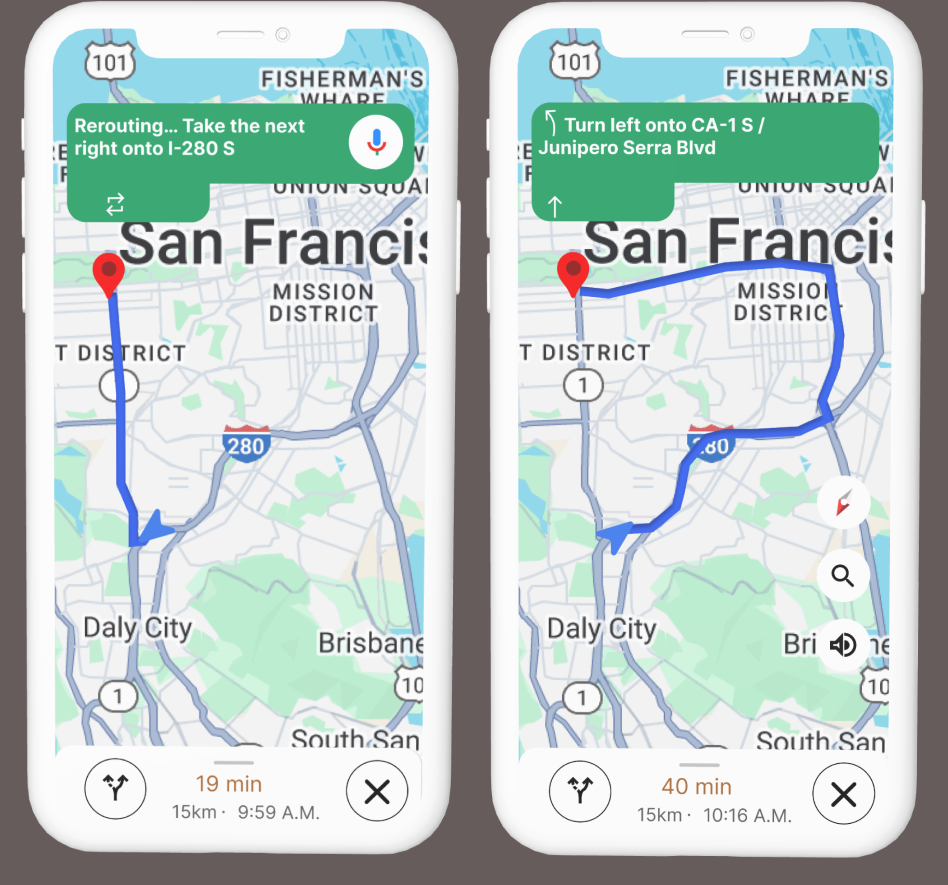 101
FISHERMAN'S
WHARF
Rerouting... Take the next
right onto I-280 S
UNION SQUA
San Francis
MISSION
DISTRICT
T DISTRICT
280
Daly City
Brisbane
1
10
South San
19 min
15km · 9:59 A.M.
101
FISHERMAN'S
WHARF
Turn left onto CA-1 S /
Junipero Serra Blvd
UNION SQUAI
San Francis
MISSION
DISTRICT
T DISTRICT
1
280
Daly City
Bri ne
1
10
South San
40 min
15km · 10:16 A.M.